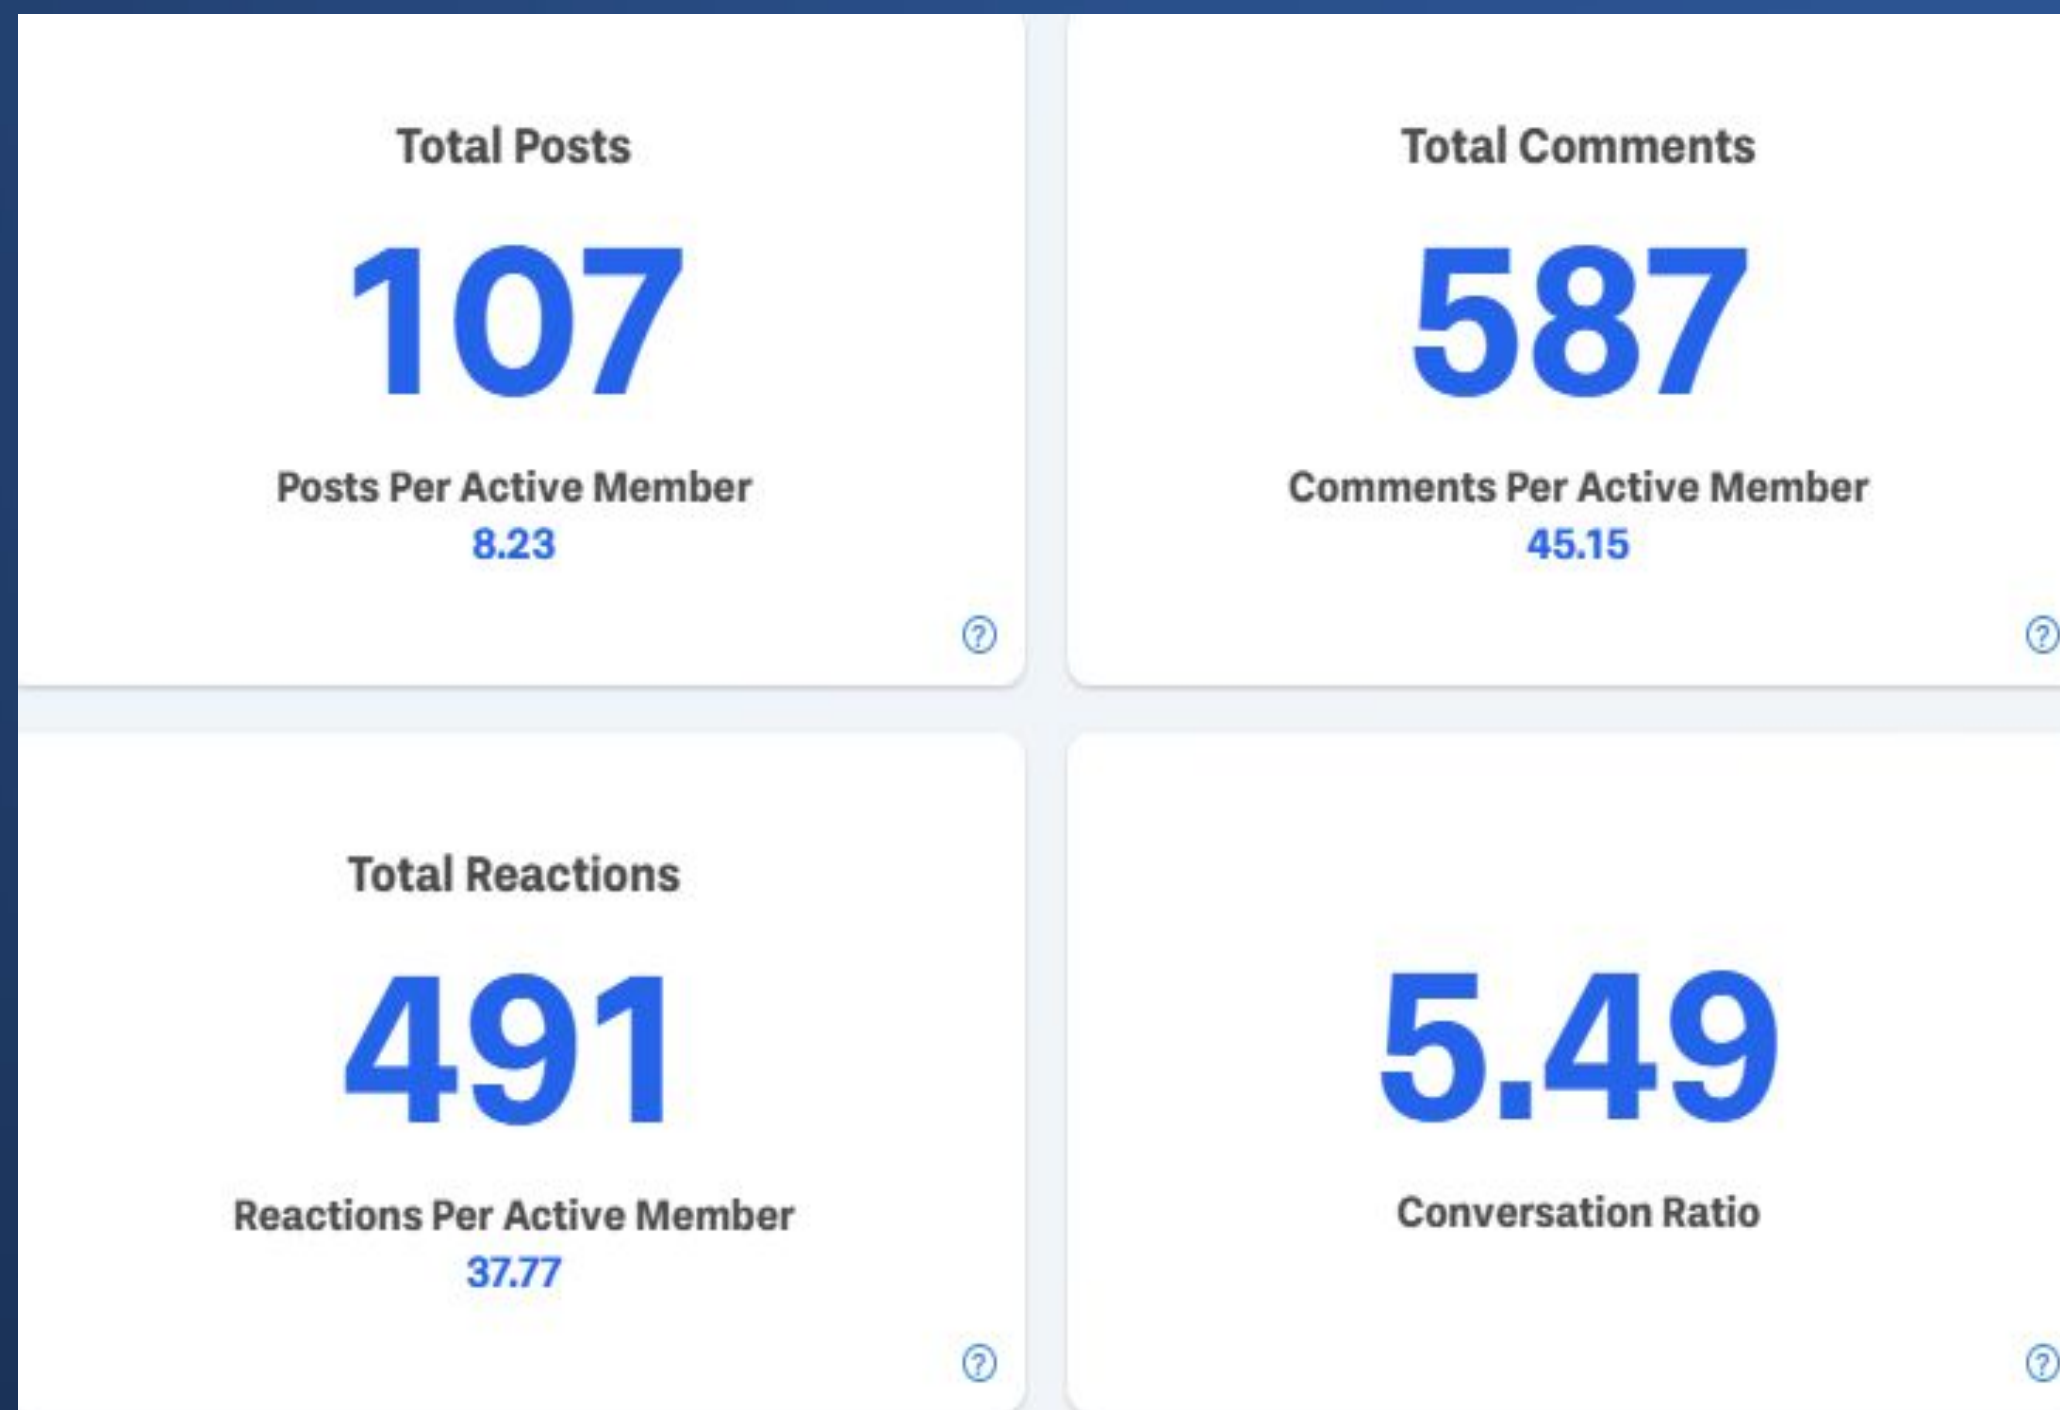 Total Posts
107
Posts Per Active Member
8.23
?
Total Comments
587
Comments Per Active Member
45.15
?
Total Reactions
491
Reactions Per Active Member
37.77
?
5.49
Conversation Ratio
?